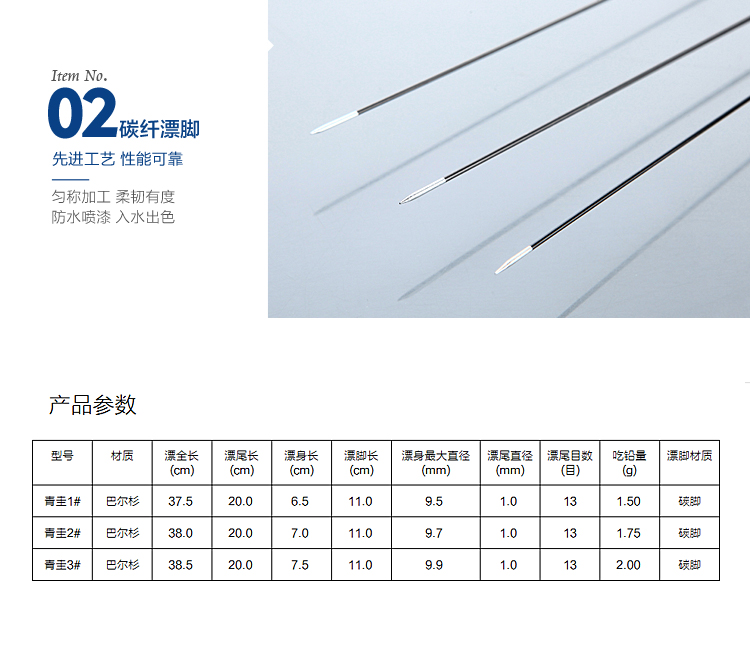 Item No.
02碳纤漂脚
先进工艺 性能可靠
匀称加工 柔韧有度
防水喷漆 入水出色
产品参数
型号 材质 漂全长(cm) 漂尾长(cm) 漂身长(cm) 漂脚长(cm) 漂身最大直径(mm) 漂尾直径(mm) 漂尾目数(目) 吃铅量(g) 漂脚材质
青圭1# 巴尔杉 37.5 20.0 6.5 11.0 9.5 1.0 13 1.50 碳脚
青圭2# 巴尔杉 38.0 20.0 7.0 11.0 9.7 1.0 13 1.75 碳脚
青圭3# 巴尔杉 38.5 20.0 7.5 11.0 9.9 1.0 13 2.00 碳脚